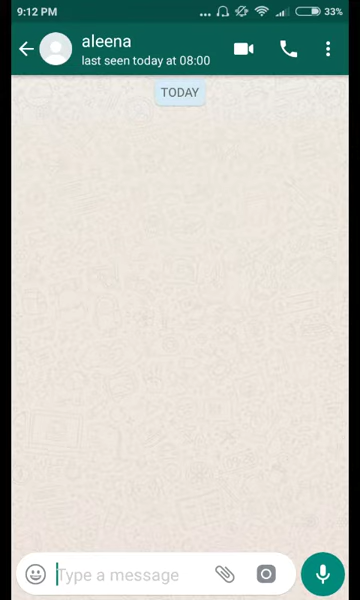 9:12 PM
33%
aleena
last seen today at 08:00
TODAY
Type a message